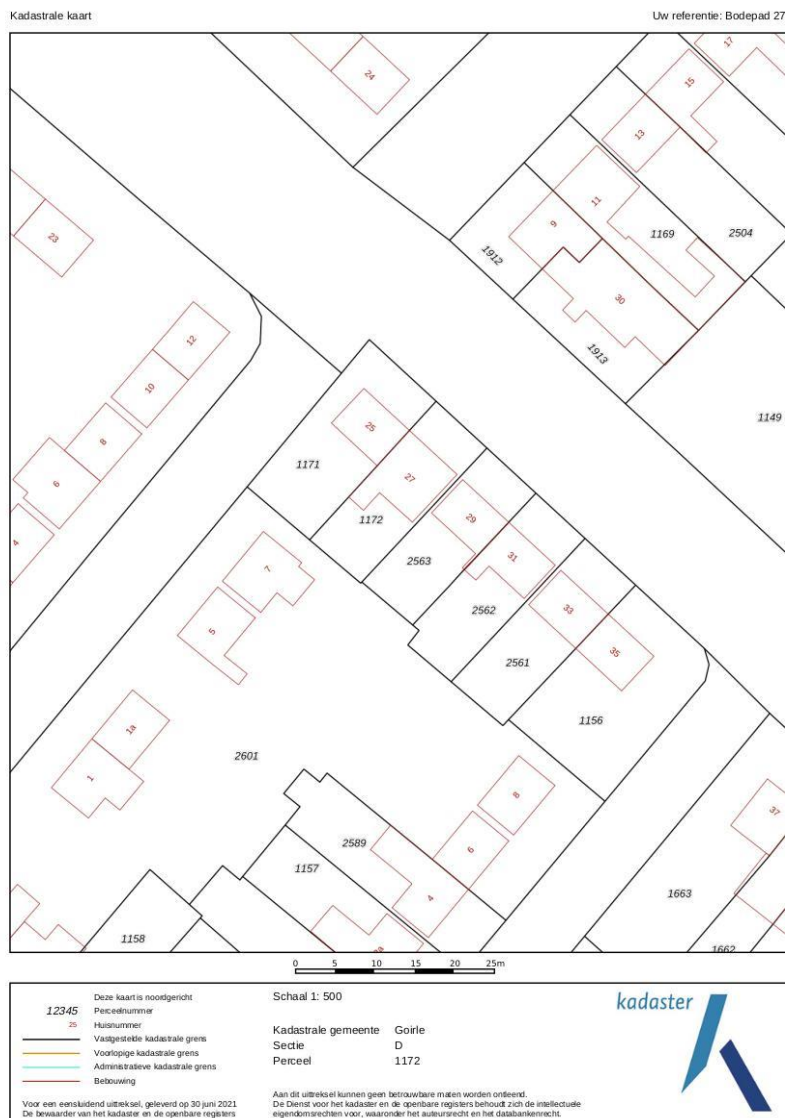 Kadastrale kaart
Uw referentie: Bodepad 27
24
17
15
13
11
9
1169
2504
1912
30
1913
1149
23
12
10
8
6
4
25
1171
27
1172
29
2563
31
2562
33
2561
35
1156
7
5
1a
1
2601
8
6
2589
4
1157
1158
37
1663
1662
0 5 10 15 20 25m
Deze kaart is noordgericht
12345 Perceelnummer
25 Huisnummer
Vastgestelde kadastrale grens
Voorlopige kadastrale grens
Administratieve kadastrale grens
Bebouwing
Voor een eensluidend uittreksel, geleverd op 30 juni 2021
De bewaarder van het kadaster en de openbare registers
Schaal 1: 500
Kadastrale gemeente Goirle
Sectie D
Perceel 1172
Aan dit uittreksel kunnen geen betrouwbare maten worden ontleend.
De Dienst voor het kadaster en de openbare registers behoudt zich de intellectuele
eigendomsrechten voor, waaronder het auteursrecht en het databankenrecht.
kadaster